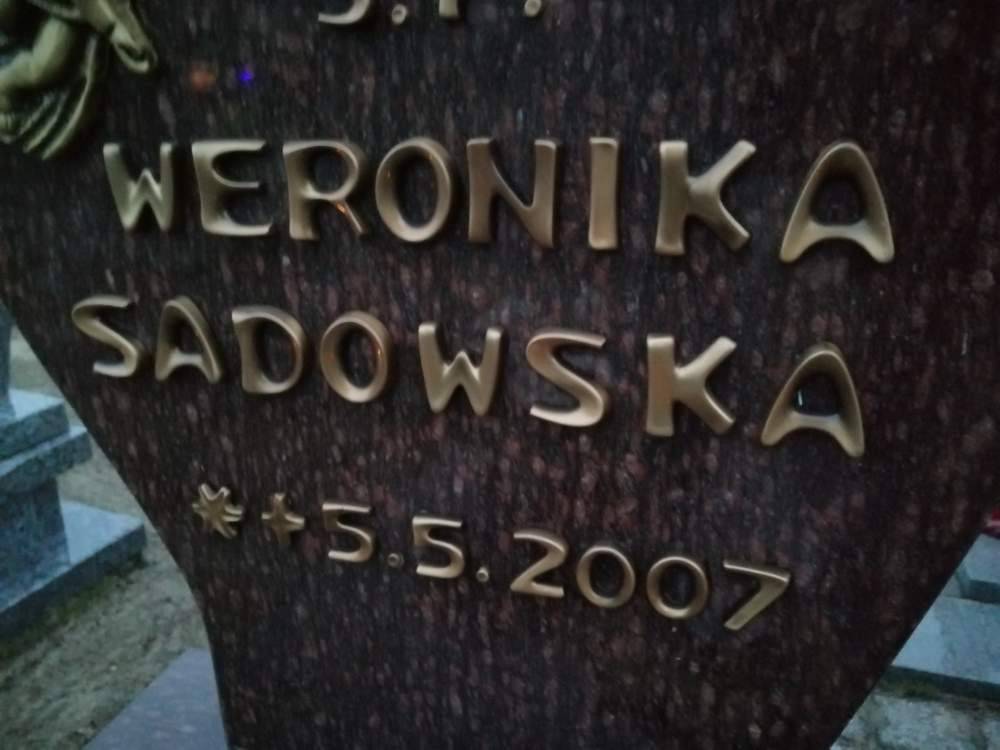 Ś.P.
WERONIKA
SADOWSKA
*+5.5.2007